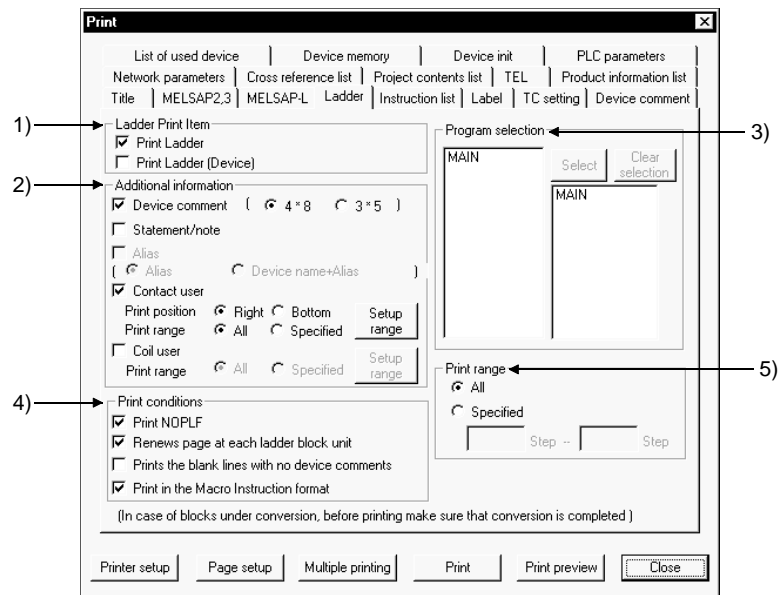 Print
List of used device Device memory Device init PLC parameters
Network parameters Cross reference list Project contents list TEL Product information list
Title MELSAP2,3 MELSAP-L Ladder Instruction list Label TC setting Device comment
1)
Ladder Print Item
Print Ladder
Print Ladder (Device)
2)
Additional information
Device comment ( 4*8 3*5 )
Statement/note
Alias
( Alias Device name+Alias )
Contact user
Print position Right Bottom
Print range All Specified
Setup range
Coil user
Print range All Specified
Setup range
4)
Print conditions
Print NOPLF
Renews page at each ladder block unit
Prints the blank lines with no device comments
Print in the Macro Instruction format
3)
Program selection
MAIN
Select
Clear selection
MAIN
5)
Print range
All
Specified
Step -- Step
(In case of blocks under conversion, before printing make sure that conversion is completed )
Printer setup Page setup Multiple printing Print Print preview Close